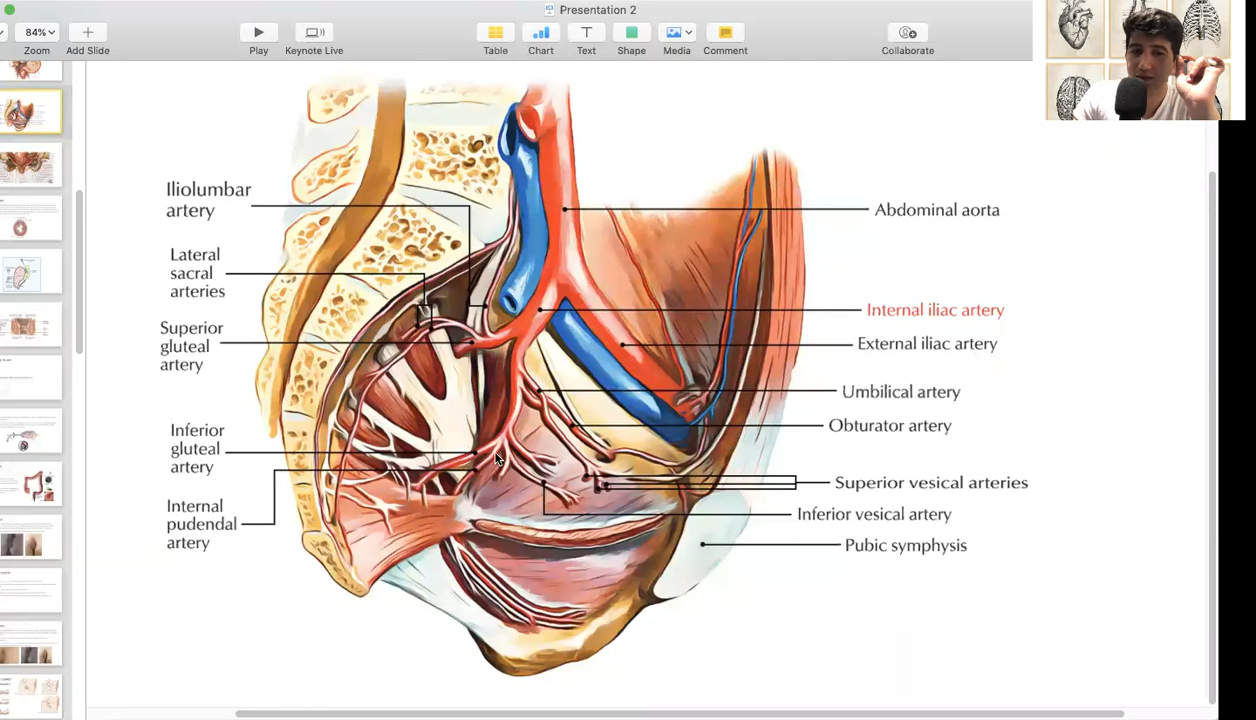 Presentation 2
84%
Zoom
Add Slide
Play
Keynote Live
Table
Chart
Text
Shape
Media
Comment
Collaborate
Iliolumbar
artery
Lateral
sacral
arteries
Superior
gluteal
artery
Inferior
gluteal
artery
Internal
pudendal
artery
Abdominal aorta
Internal iliac artery
External iliac artery
Umbilical artery
Obturator artery
Superior vesical arteries
Inferior vesical artery
Pubic symphysis